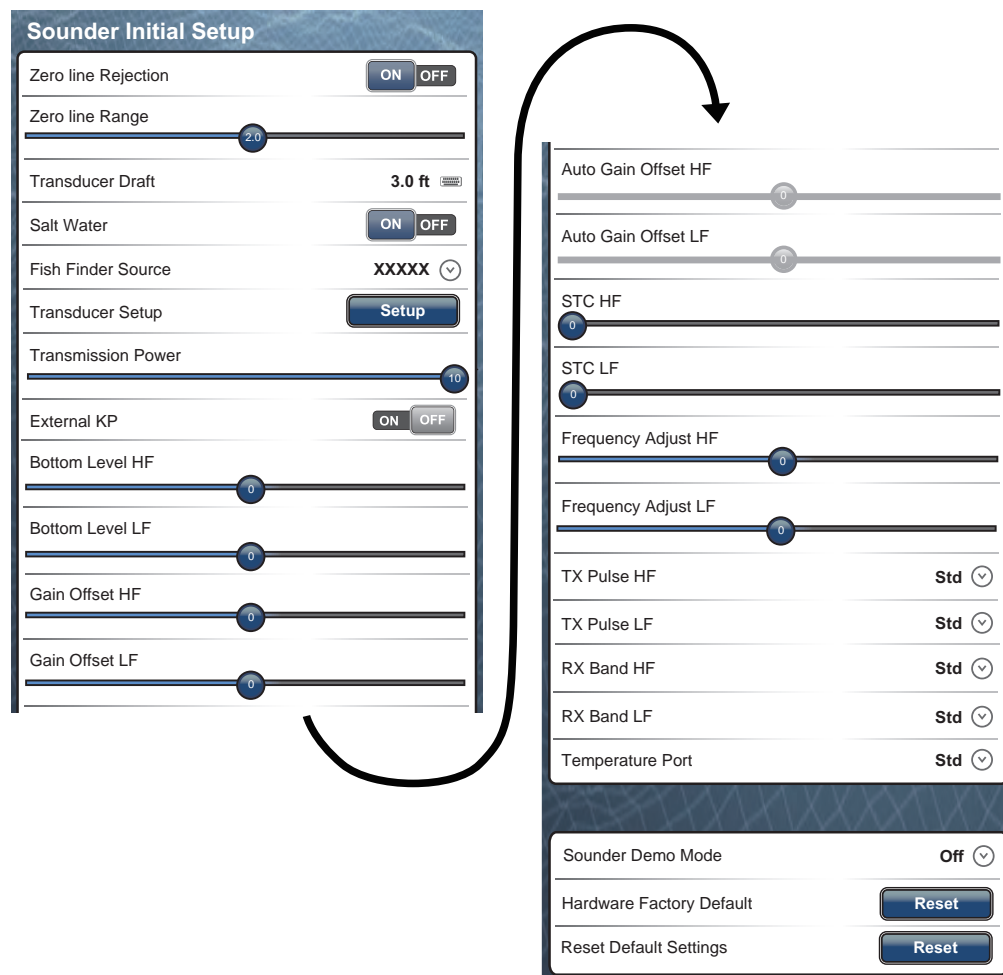 Sounder Initial Setup
Zero line Rejection ON OFF
Zero line Range
2.0
Transducer Draft 3.0 ft
Salt Water ON OFF
Fish Finder Source XXXXX
Transducer Setup Setup
Transmission Power
10
External KP ON OFF
Bottom Level HF
0
Bottom Level LF
0
Gain Offset HF
0
Gain Offset LF
0
Auto Gain Offset HF
0
Auto Gain Offset LF
0
STC HF
0
STC LF
0
Frequency Adjust HF
0
Frequency Adjust LF
0
TX Pulse HF Std
TX Pulse LF Std
RX Band HF Std
RX Band LF Std
Temperature Port Std
Sounder Demo Mode Off
Hardware Factory Default Reset
Reset Default Settings Reset